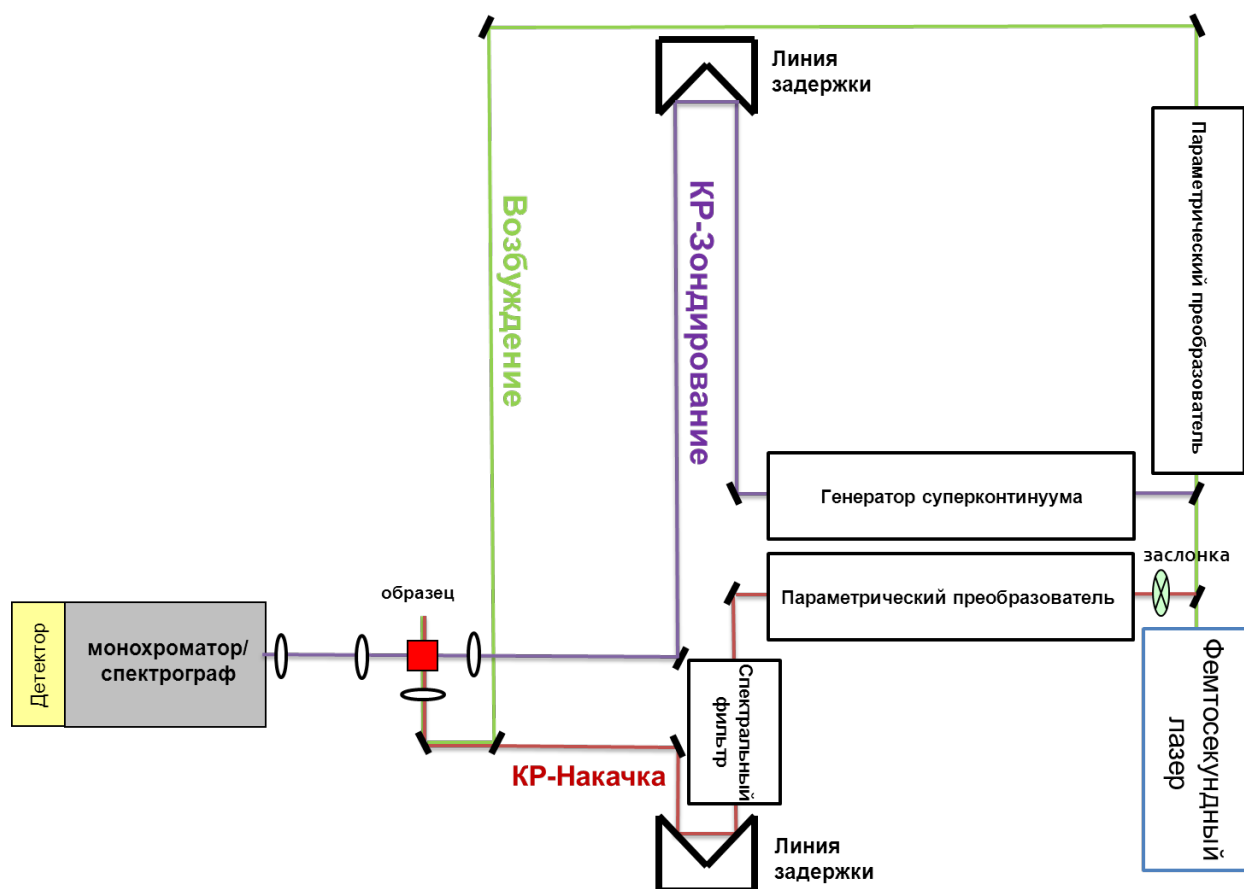 Линия
задержки
Параметрический преобразователь
Возбуждение
КР-Зондирование
Генератор суперконтинуума
заслонка
Параметрический преобразователь
образец
Детектор
монохроматор/
спектрограф
Спектральный
фильтр
Фемтосекундный
лазер
КР-Накачка
Линия
задержки